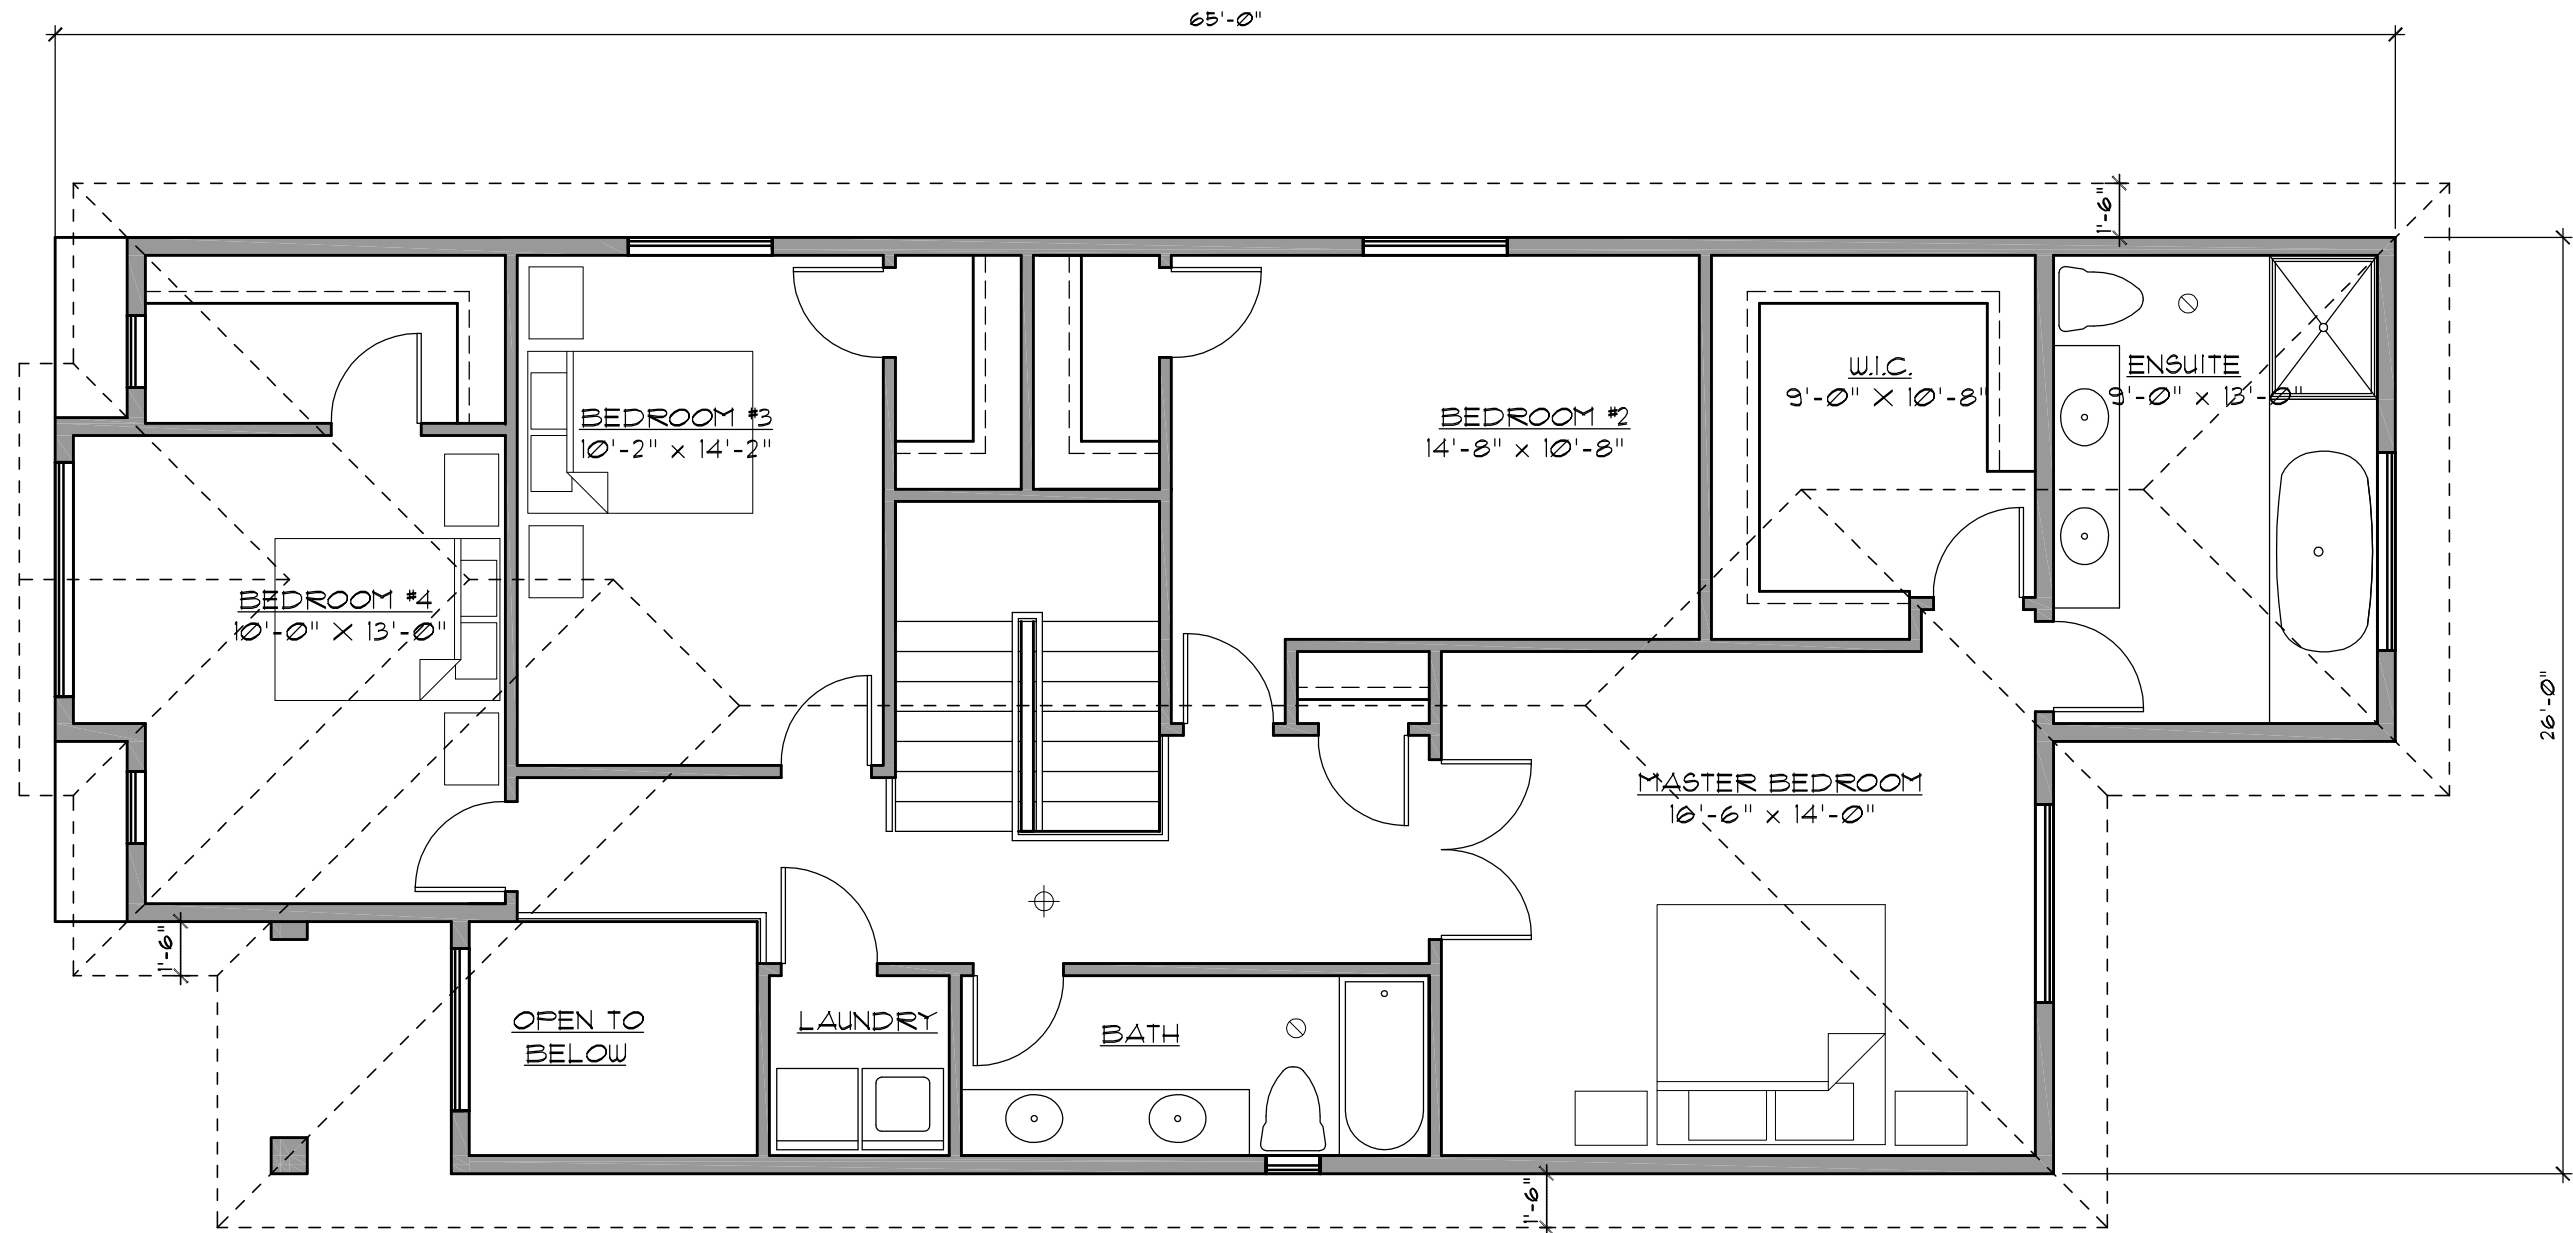 65'-0"
1'-6"
BEDROOM #3
10'-2" x 14'-2"
BEDROOM #2
14'-8" x 10'-8"
W.I.C.
9'-0" X 10'-8"
ENSUITE
9'-0" x 13'-0"
BEDROOM #4
10'-0" X 13'-0"
26'-0"
MASTER BEDROOM
16'-6" x 14'-0"
1'-6"
OPEN TO
BELOW
LAUNDRY
BATH
1'-6"